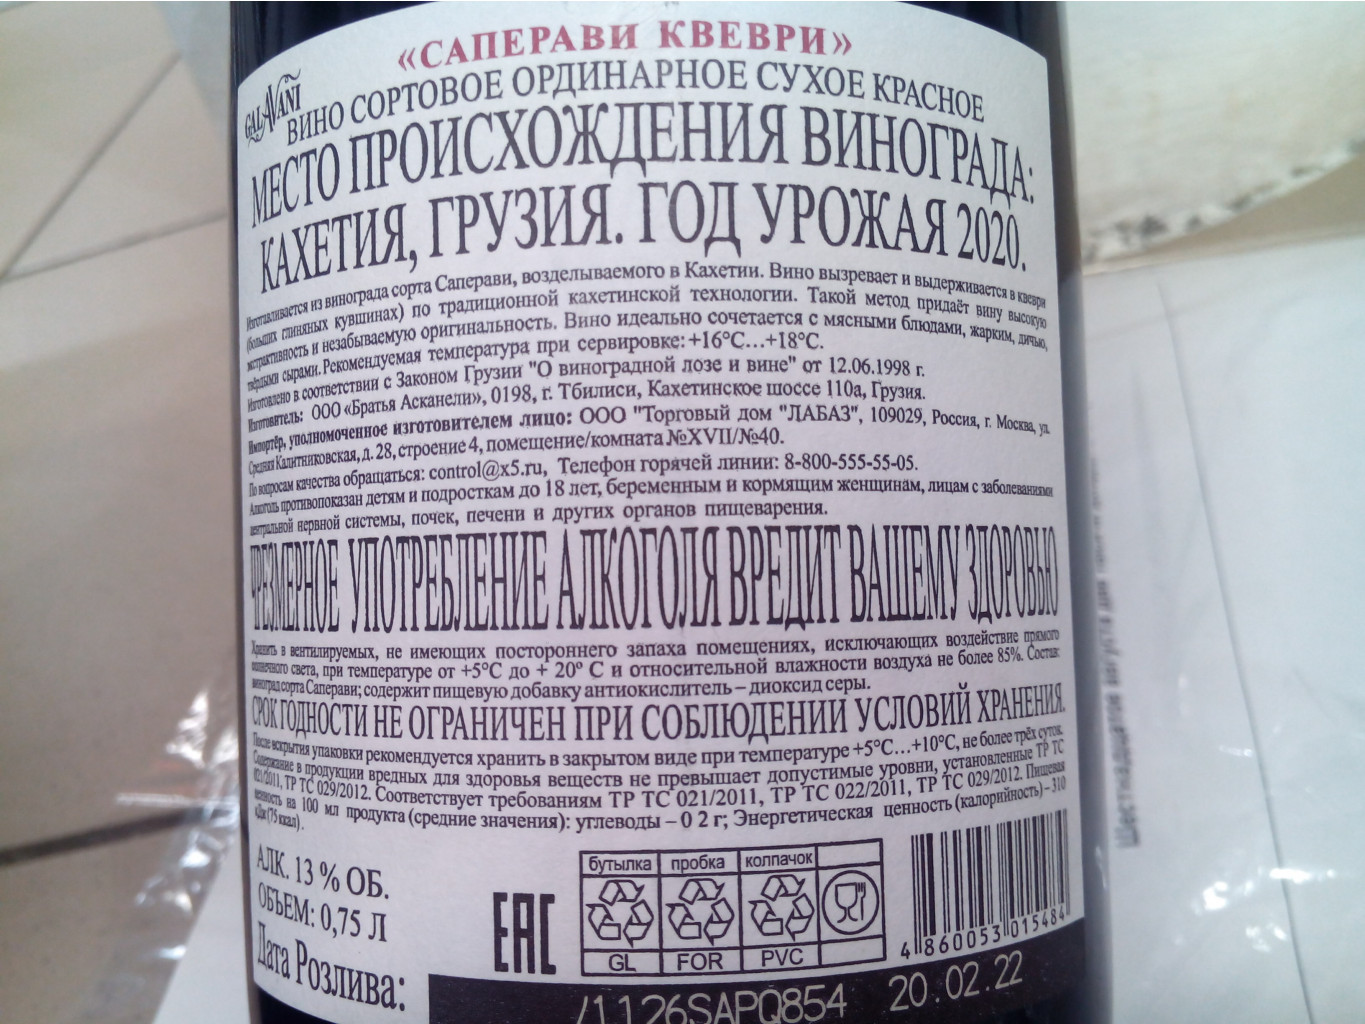 «САПЕРАВИ КВЕВРИ»
GALAVANI
ВИНО СОРТОВОЕ ОРДИНАРНОЕ СУХОЕ КРАСНОЕ
МЕСТО ПРОИСХОЖДЕНИЯ ВИНОГРАДА:
КАХЕТИЯ, ГРУЗИЯ. ГОД УРОЖАЯ 2020.
Изготавливается из винограда сорта Саперави, возделываемого в Кахетии. Вино вызревает и выдерживается в квеври
(больших глиняных кувшинах) по традиционной кахетинской технологии. Такой метод придаёт вину высокую
экстрактивность и незабываемую оригинальность. Вино идеально сочетается с мясными блюдами, жарким, дичью,
твёрдыми сырами. Рекомендуемая температура при сервировке: +16°C...+18°C.
Изготовлено в соответствии с Законом Грузии "О виноградной лозе и вине" от 12.06.1998 г.
Изготовитель: ООО «Братья Асканели», 0198, г. Тбилиси, Кахетинское шоссе 110а, Грузия.
Импортёр, уполномоченное изготовителем лицо: ООО "Торговый дом "ЛАБАЗ", 109029, Россия, г. Москва, ул.
Средняя Калитниковская, д. 28, строение 4, помещение/комната №XVII/№40.
По вопросам качества обращаться: control@x5.ru, Телефон горячей линии: 8-800-555-55-05.
Алкоголь противопоказан детям и подросткам до 18 лет, беременным и кормящим женщинам, лицам с заболеваниями
центральной нервной системы, почек, печени и других органов пищеварения.
ЧРЕЗМЕРНОЕ УПОТРЕБЛЕНИЕ АЛКОГОЛЯ ВРЕДИТ ВАШЕМУ ЗДОРОВЬЮ
Хранить в вентилируемых, не имеющих постороннего запаха помещениях, исключающих воздействие прямого
солнечного света, при температуре от +5°C до + 20° C и относительной влажности воздуха не более 85%. Состав:
виноград сорта Саперави; содержит пищевую добавку антиокислитель – диоксид серы.
СРОК ГОДНОСТИ НЕ ОГРАНИЧЕН ПРИ СОБЛЮДЕНИИ УСЛОВИЙ ХРАНЕНИЯ.
После вскрытия упаковки рекомендуется хранить в закрытом виде при температуре +5°C...+10°C, не более трёх суток.
Содержание в продукции вредных для здоровья веществ не превышает допустимые уровни, установленные ТР ТС
021/2011, ТР ТС 029/2012. Соответствует требованиям ТР ТС 021/2011, ТР ТС 022/2011, ТР ТС 029/2012. Пищевая
ценность на 100 мл продукта (средние значения): углеводы – 0 2 г; Энергетическая ценность (калорийность) – 310
кДж (75 ккал).
АЛК. 13 % ОБ.
ОБЪЕМ: 0,75 Л
Дата Розлива:
EAC
бутылка пробка колпачок
GL FOR PVC
4 860053 015484
/1126SAPQ854 20.02.22